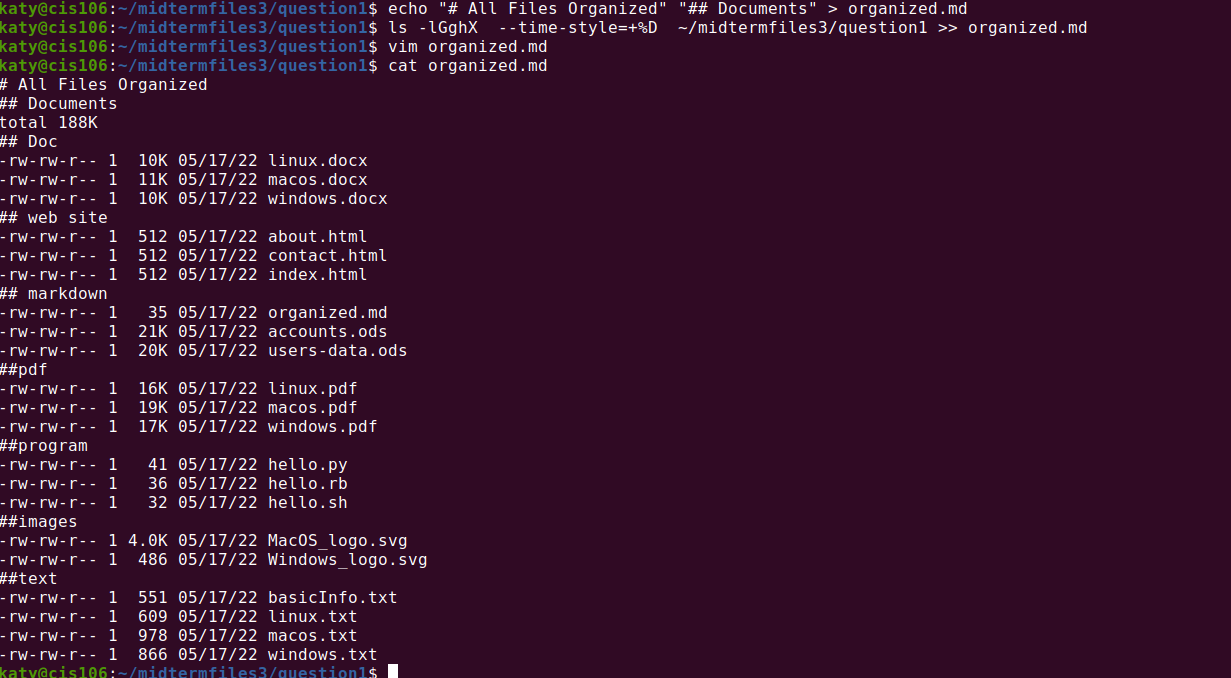 katy@cis106:~/midtermfiles3/question1$ echo "# All Files Organized" "## Documents" > organized.md
katy@cis106:~/midtermfiles3/question1$ ls -lGghX  --time-style=+%D  ~/midtermfiles3/question1 >> organized.md
katy@cis106:~/midtermfiles3/question1$ vim organized.md
katy@cis106:~/midtermfiles3/question1$ cat organized.md
# All Files Organized
## Documents
total 188K
## Doc
-rw-rw-r-- 1  10K 05/17/22 linux.docx
-rw-rw-r-- 1  11K 05/17/22 macos.docx
-rw-rw-r-- 1  10K 05/17/22 windows.docx
## web site
-rw-rw-r-- 1  512 05/17/22 about.html
-rw-rw-r-- 1  512 05/17/22 contact.html
-rw-rw-r-- 1  512 05/17/22 index.html
## markdown
-rw-rw-r-- 1   35 05/17/22 organized.md
-rw-rw-r-- 1  21K 05/17/22 accounts.ods
-rw-rw-r-- 1  20K 05/17/22 users-data.ods
##pdf
-rw-rw-r-- 1  16K 05/17/22 linux.pdf
-rw-rw-r-- 1  19K 05/17/22 macos.pdf
-rw-rw-r-- 1  17K 05/17/22 windows.pdf
##program
-rw-rw-r-- 1   41 05/17/22 hello.py
-rw-rw-r-- 1   36 05/17/22 hello.rb
-rw-rw-r-- 1   32 05/17/22 hello.sh
##images
-rw-rw-r-- 1 4.0K 05/17/22 MacOS_logo.svg
-rw-rw-r-- 1  486 05/17/22 Windows_logo.svg
##text
-rw-rw-r-- 1  551 05/17/22 basicInfo.txt
-rw-rw-r-- 1  609 05/17/22 linux.txt
-rw-rw-r-- 1  978 05/17/22 macos.txt
-rw-rw-r-- 1  866 05/17/22 windows.txt
katy@cis106:~/midtermfiles3/question1$